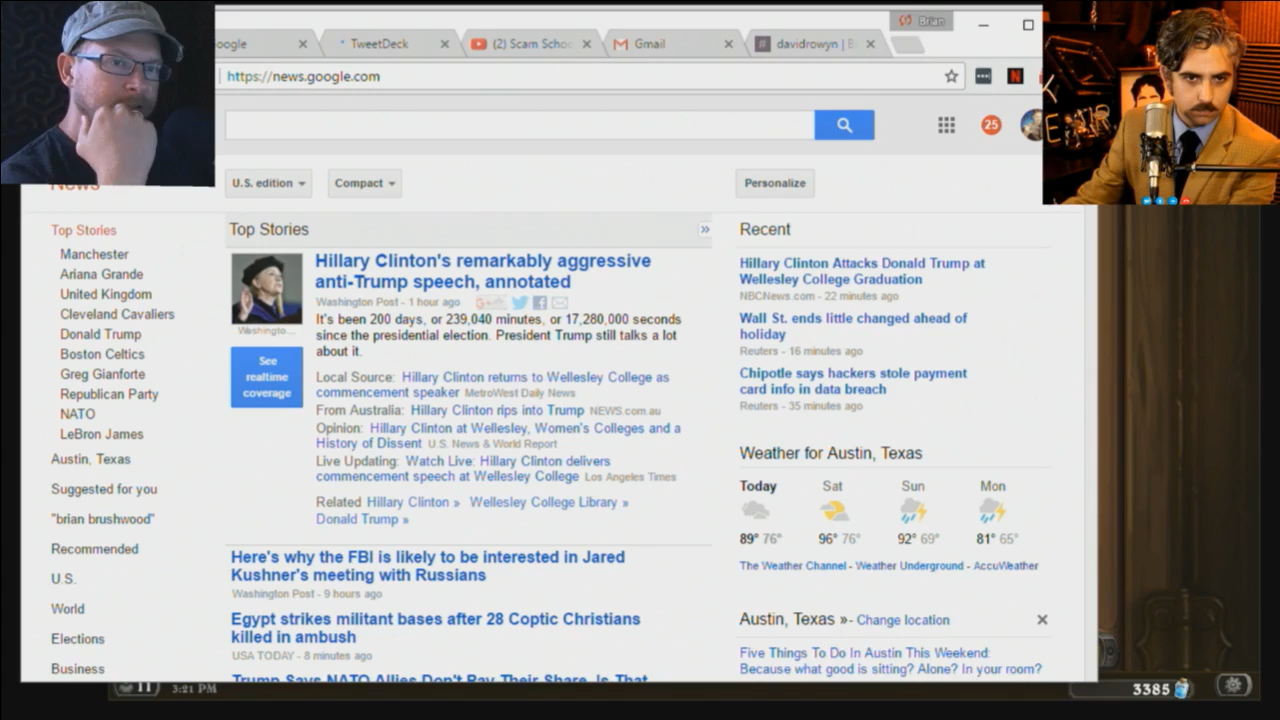 Brian
oogle
TweetDeck
(2) Scam Schoo
Gmail
davidrowyn | B
https://news.google.com
25
News
U.S. edition
Compact
Personalize
Top Stories
Manchester
Ariana Grande
United Kingdom
Cleveland Cavaliers
Donald Trump
Boston Celtics
Greg Gianforte
Republican Party
NATO
LeBron James
Austin, Texas
Suggested for you
"brian brushwood"
Recommended
U.S.
World
Elections
Business
Top Stories
Hillary Clinton's remarkably aggressive
anti-Trump speech, annotated
Washington Post - 1 hour ago
Washingto...
It's been 200 days, or 239,040 minutes, or 17,280,000 seconds
since the presidential election. President Trump still talks a lot
about it.
See
realtime
coverage
Local Source: Hillary Clinton returns to Wellesley College as
commencement speaker MetroWest Daily News
From Australia: Hillary Clinton rips into Trump NEWS.com.au
Opinion: Hillary Clinton at Wellesley, Women's Colleges and a
History of Dissent U.S. News & World Report
Live Updating: Watch Live: Hillary Clinton delivers
commencement speech at Wellesley College Los Angeles Times
Related Hillary Clinton » Wellesley College Library »
Donald Trump »
Here's why the FBI is likely to be interested in Jared
Kushner's meeting with Russians
Washington Post - 9 hours ago
Egypt strikes militant bases after 28 Coptic Christians
killed in ambush
USA TODAY - 8 minutes ago
Trump Says NATO Allies Don't Pay Their Share. Is That
Recent
Hillary Clinton Attacks Donald Trump at
Wellesley College Graduation
NBCNews.com - 22 minutes ago
Wall St. ends little changed ahead of
holiday
Reuters - 16 minutes ago
Chipotle says hackers stole payment
card info in data breach
Reuters - 35 minutes ago
Weather for Austin, Texas
Today Sat Sun Mon
89° 76° 96° 76° 92° 69° 81° 65°
The Weather Channel - Weather Underground - AccuWeather
Austin, Texas »- Change location
Five Things To Do In Austin This Weekend:
Because what good is sitting? Alone? In your room?
11 3:21 PM
3385